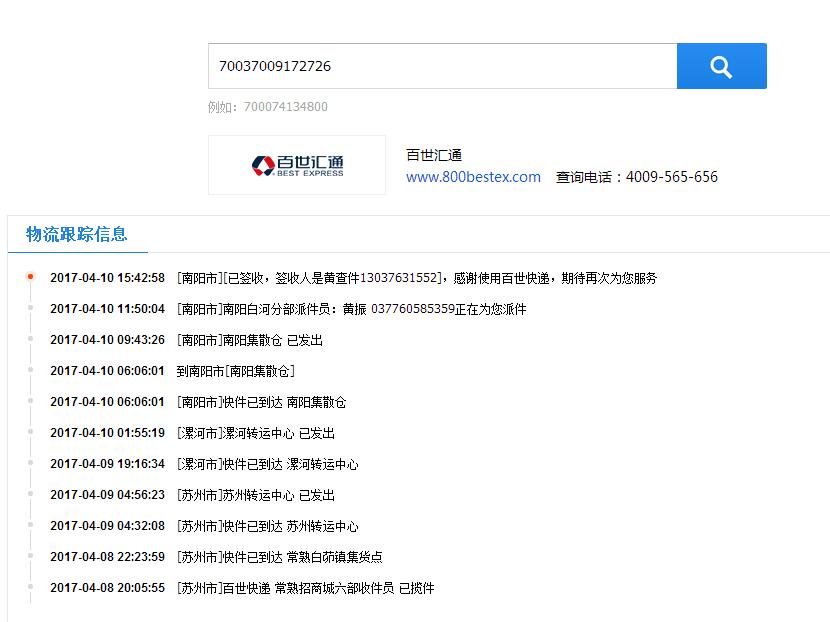 70037009172726
例如：700074134800
百世汇通
BEST EXPRESS
百世汇通
www.800bestex.com 查询电话：4009-565-656
物流跟踪信息
2017-04-10 15:42:58 [南阳市][已签收，签收人是黄查件13037631552]，感谢使用百世快递，期待再次为您服务
2017-04-10 11:50:04 [南阳市]南阳白河分部派件员：黄振 037760585359正在为您派件
2017-04-10 09:43:26 [南阳市]南阳集散仓 已发出
2017-04-10 06:06:01 到南阳市[南阳集散仓]
2017-04-10 06:06:01 [南阳市]快件已到达 南阳集散仓
2017-04-10 01:55:19 [漯河市]漯河转运中心 已发出
2017-04-09 19:16:34 [漯河市]快件已到达 漯河转运中心
2017-04-09 04:56:23 [苏州市]苏州转运中心 已发出
2017-04-09 04:32:08 [苏州市]快件已到达 苏州转运中心
2017-04-08 22:23:59 [苏州市]快件已到达 常熟白茆镇集货点
2017-04-08 20:05:55 [苏州市]百世快递 常熟招商城六部收件员 已揽件